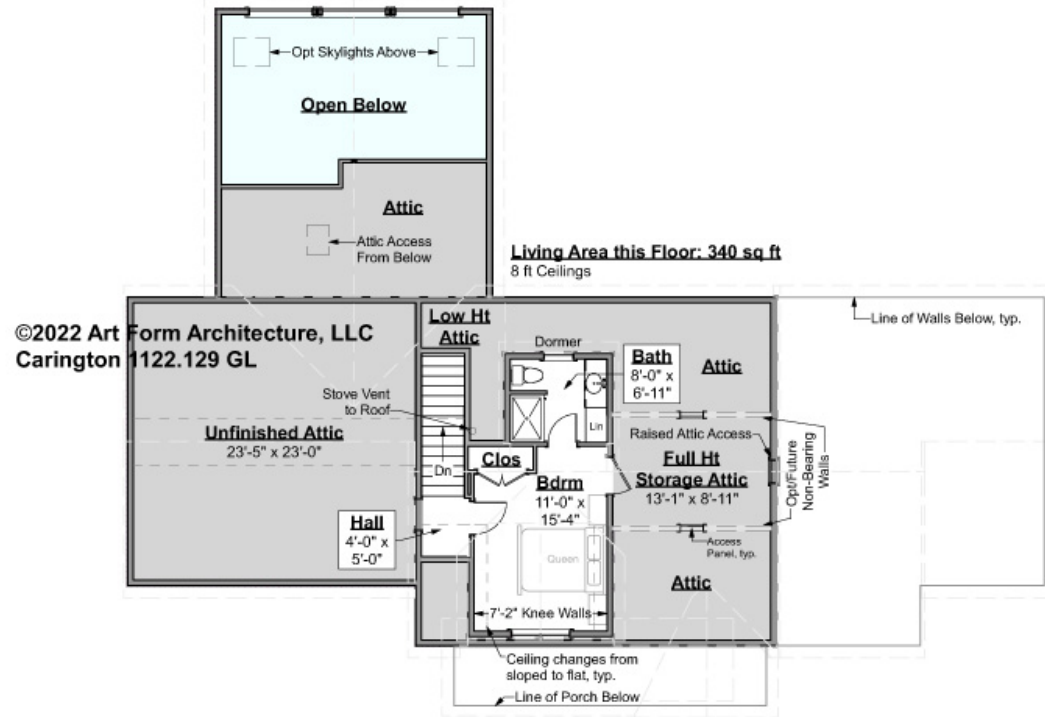 Opt Skylights Above
Open Below
Attic
Attic Access
From Below
Living Area this Floor: 340 sq ft
8 ft Ceilings
©2022 Art Form Architecture, LLC
Carington 1122.129 GL
Low Ht
Attic
Dormer
Bath
8'-0" x
6'-11"
Attic
Line of Walls Below, typ.
Stove Vent
to Roof
Lin
Unfinished Attic
23'-5" x 23'-0"
Raised Attic Access
Opt/Future
Non-Bearing
Walls
Dn
Clos
Full Ht
Storage Attic
13'-1" x 8'-11"
Bdrm
11'-0" x
15'-4"
Hall
4'-0" x
5'-0"
Queen
Access
Panel, typ.
Attic
7'-2" Knee Walls
Ceiling changes from
sloped to flat, typ.
Line of Porch Below